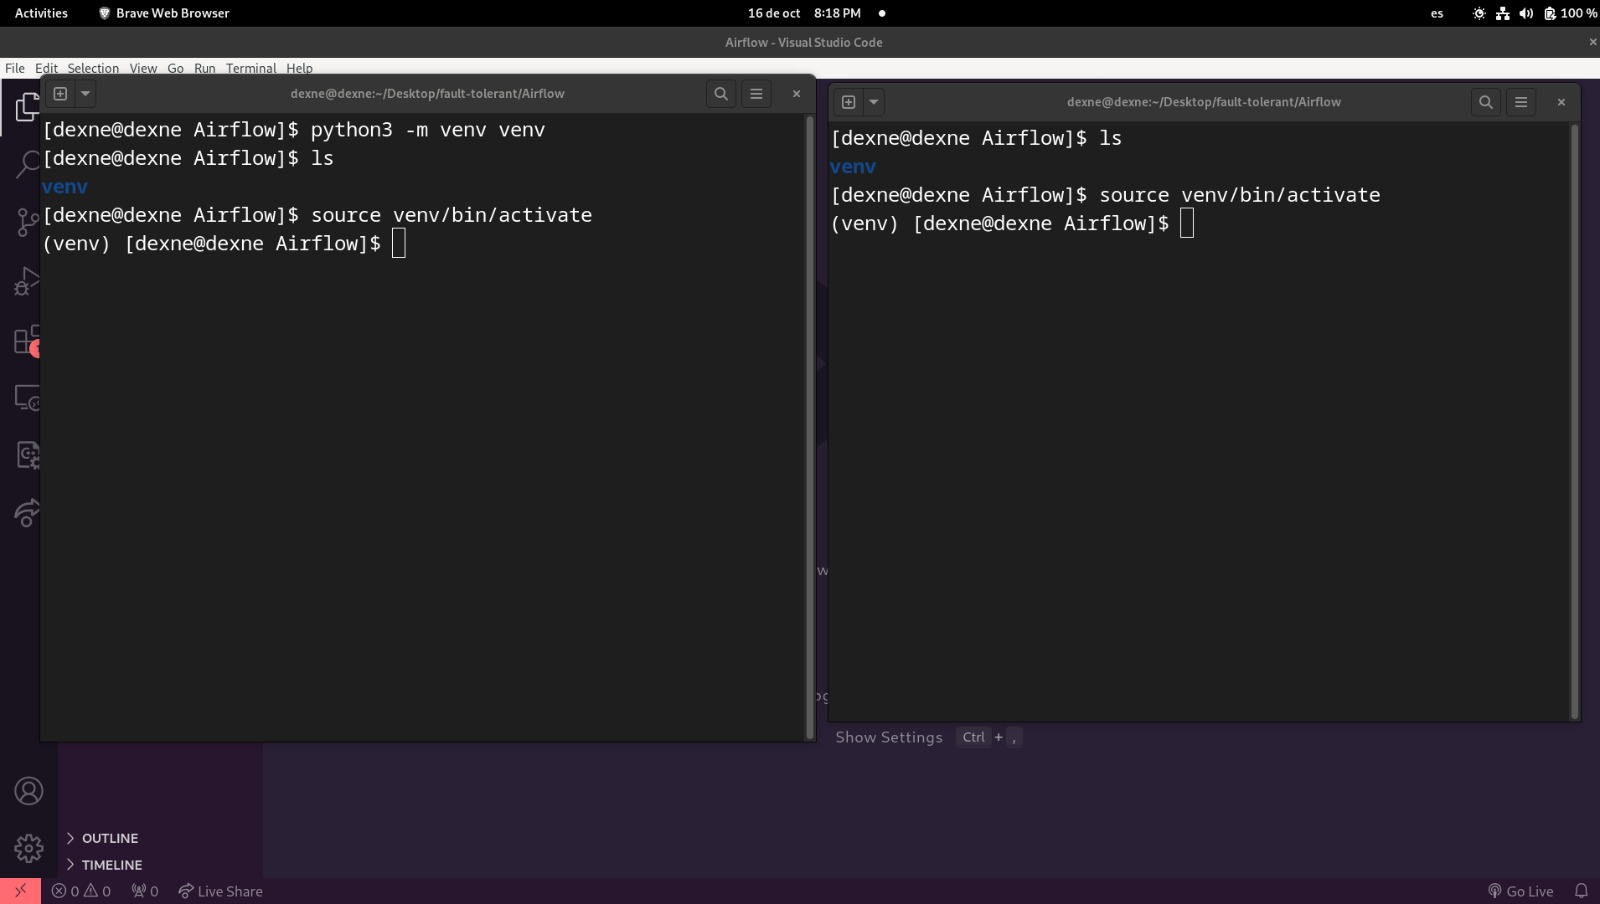 Activities Brave Web Browser 16 de oct 8:18 PM es 100 %
Airflow - Visual Studio Code ×
File Edit Selection View Go Run Terminal Help
dexne@dexne:~/Desktop/fault-tolerant/Airflow ×
[dexne@dexne Airflow]$ python3 -m venv venv
[dexne@dexne Airflow]$ ls
venv
[dexne@dexne Airflow]$ source venv/bin/activate
(venv) [dexne@dexne Airflow]$
dexne@dexne:~/Desktop/fault-tolerant/Airflow ×
[dexne@dexne Airflow]$ ls
venv
[dexne@dexne Airflow]$ source venv/bin/activate
(venv) [dexne@dexne Airflow]$
Show Settings Ctrl + ,
OUTLINE
TIMELINE
0 0 0 Live Share Go Live